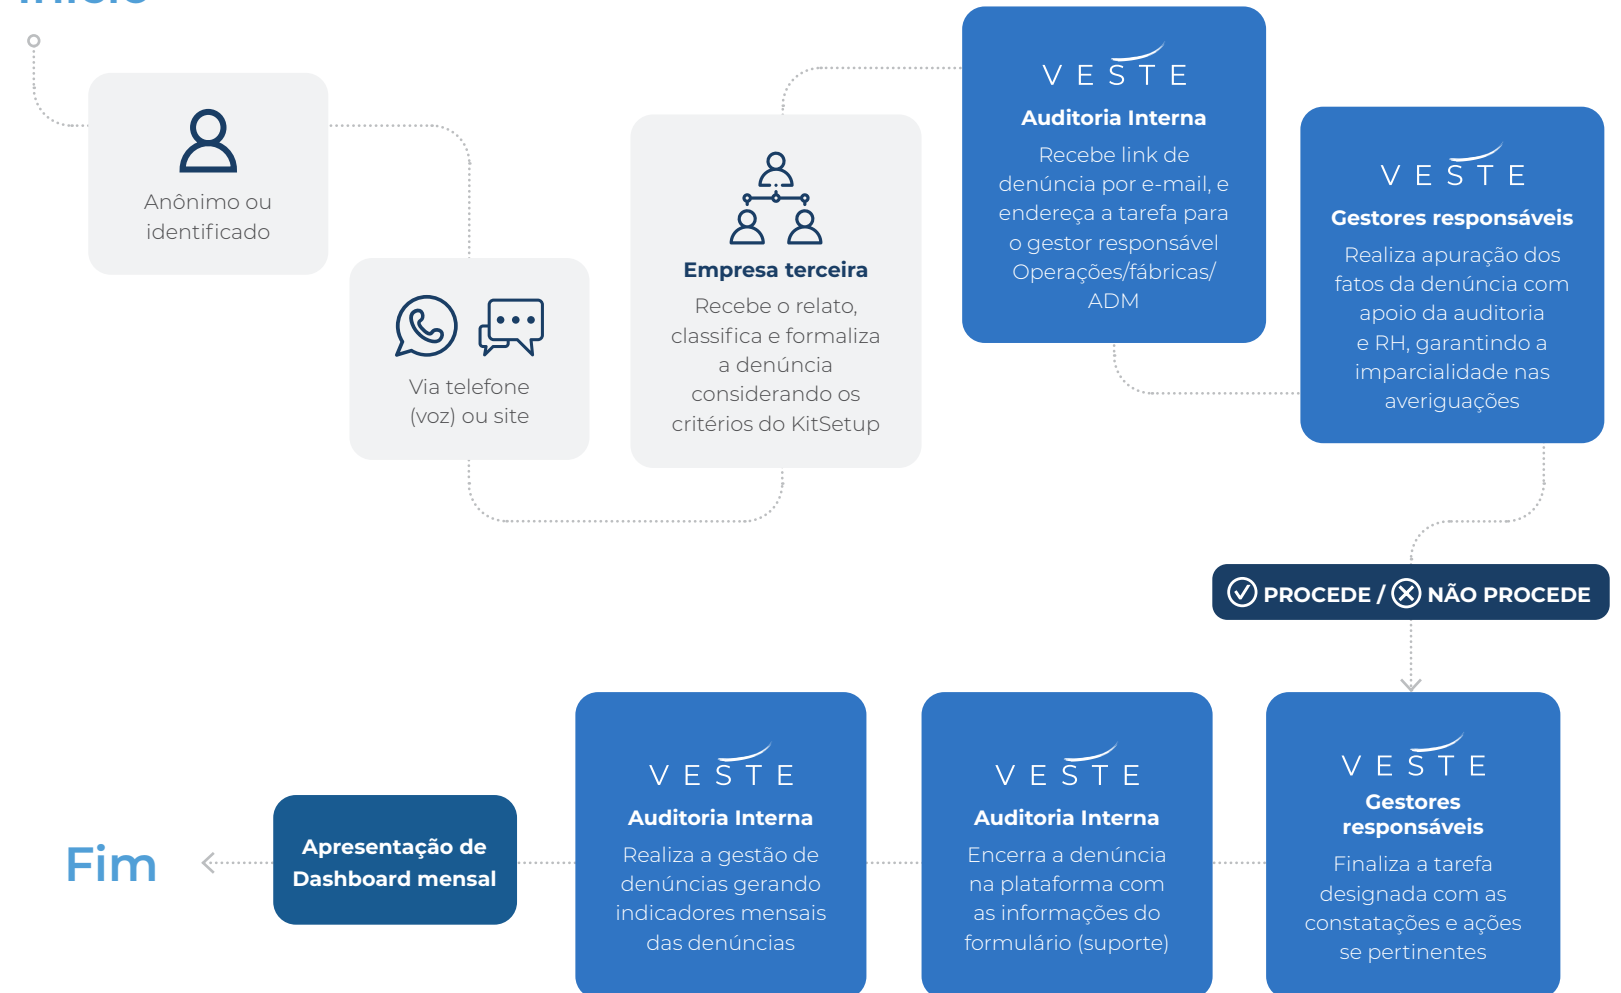 Início
Anônimo ou
identificado
Via telefone
(voz) ou site
Empresa terceira
Recebe o relato,
classifica e formaliza
a denúncia
considerando os
critérios do KitSetup
VESTE
Auditoria Interna
Recebe link de
denúncia por e-mail, e
endereça a tarefa para
o gestor responsável
Operações/fábricas/
ADM
VESTE
Gestores responsáveis
Realiza apuração dos
fatos da denúncia com
apoio da auditoria
e RH, garantindo a
imparcialidade nas
averiguações
PROCEDE / NÃO PROCEDE
VESTE
Gestores
responsáveis
Finaliza a tarefa
designada com as
constatações e ações
se pertinentes
VESTE
Auditoria Interna
Encerra a denúncia
na plataforma com
as informações do
formulário (suporte)
VESTE
Auditoria Interna
Realiza a gestão de
denúncias gerando
indicadores mensais
das denúncias
Apresentação de
Dashboard mensal
Fim